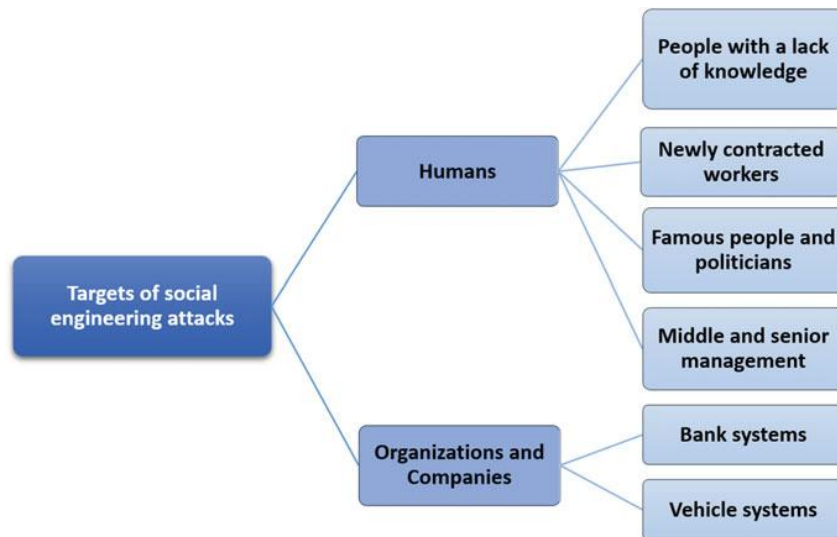 Targets of social
engineering attacks
Humans
People with a lack
of knowledge
Newly contracted
workers
Famous people and
politicians
Middle and senior
management
Organizations and
Companies
Bank systems
Vehicle systems